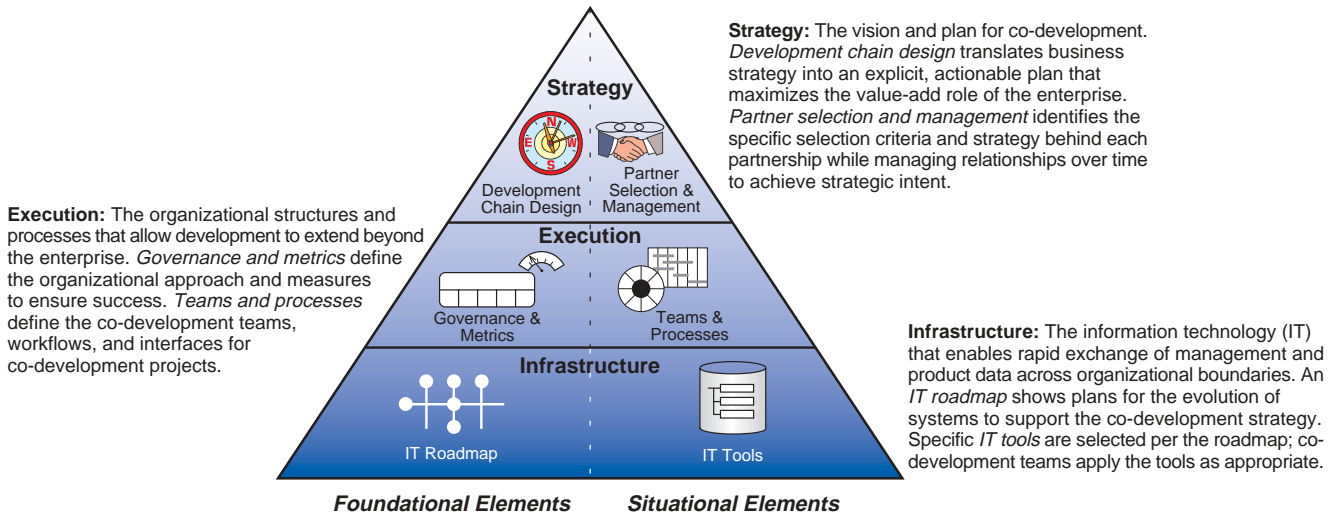 Strategy: The vision and plan for co-development.
Development chain design translates business
strategy into an explicit, actionable plan that
maximizes the value-add role of the enterprise.
Partner selection and management identifies the
specific selection criteria and strategy behind each
partnership while managing relationships over time
to achieve strategic intent.
Strategy
N
E
W
S
Development
Chain Design
Partner
Selection &
Management
Execution: The organizational structures and
processes that allow development to extend beyond
the enterprise. Governance and metrics define
the organizational approach and measures
to ensure success. Teams and processes
define the co-development teams,
workflows, and interfaces for
co-development projects.
Execution
Governance &
Metrics
Teams &
Processes
Infrastructure: The information technology (IT)
that enables rapid exchange of management and
product data across organizational boundaries. An
IT roadmap shows plans for the evolution of
systems to support the co-development strategy.
Specific IT tools are selected per the roadmap; co-
development teams apply the tools as appropriate.
Infrastructure
IT Roadmap
IT Tools
Foundational Elements
Situational Elements